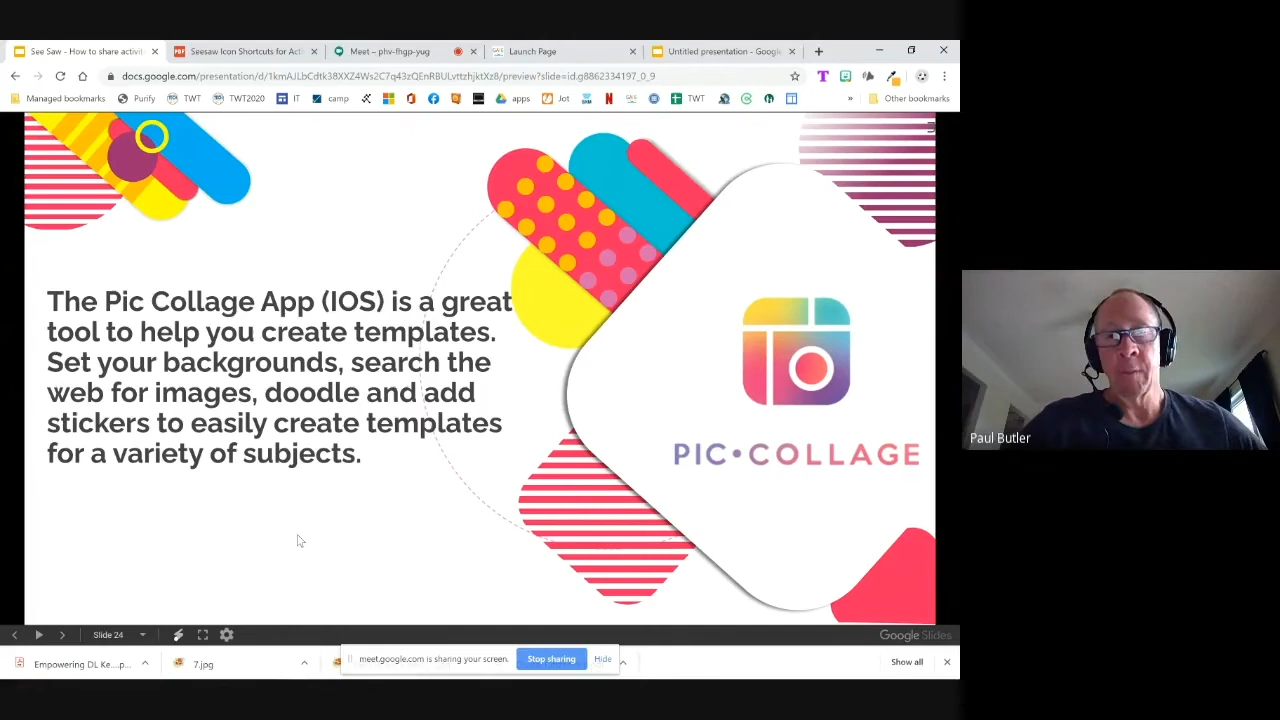 See Saw - How to share activiti
Seesaw Icon Shortcuts for Acti
Meet – phv-fhgp-yug
Launch Page
Untitled presentation - Google
docs.google.com/presentation/d/1kmAJLbCdtk38XXZ4Ws2C7q43zQEnRBULvttzhjktXz8/preview?slide=id.g8862334197_0_9
Managed bookmarks
Purify
TWT
TWT2020
IT
camp
apps
Jot
TWT
Other bookmarks
The Pic Collage App (IOS) is a great
tool to help you create templates.
Set your backgrounds, search the
web for images, doodle and add
stickers to easily create templates
for a variety of subjects.
PIC•COLLAGE
Paul Butler
Slide 24
Google Slides
Empowering DL Ke....p...
7.jpg
meet.google.com is sharing your screen.
Stop sharing
Hide
Show all